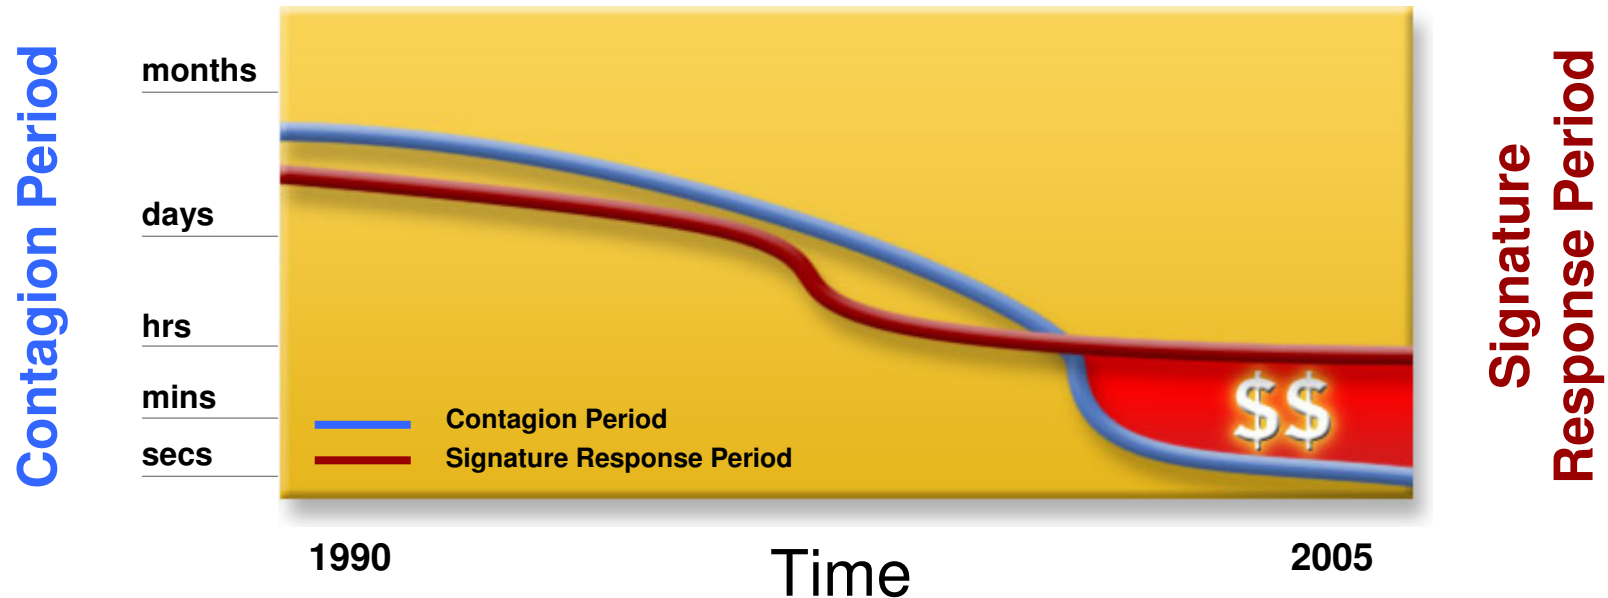 Contagion Period
months
days
hrs
mins
secs
Contagion Period
Signature Response Period
$$
1990
Time
2005
Signature
Response Period